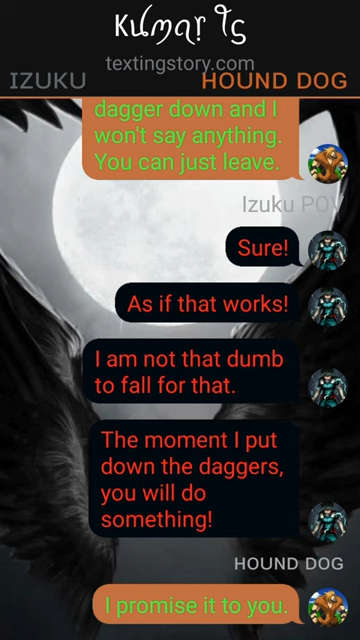 Kumar Ts
textingstory.com
IZUKU HOUND DOG
dagger down and I
won't say anything.
You can just leave.
Izuku POV
Sure!
As if that works!
I am not that dumb
to fall for that.
The moment I put
down the daggers,
you will do
something!
HOUND DOG
I promise it to you.